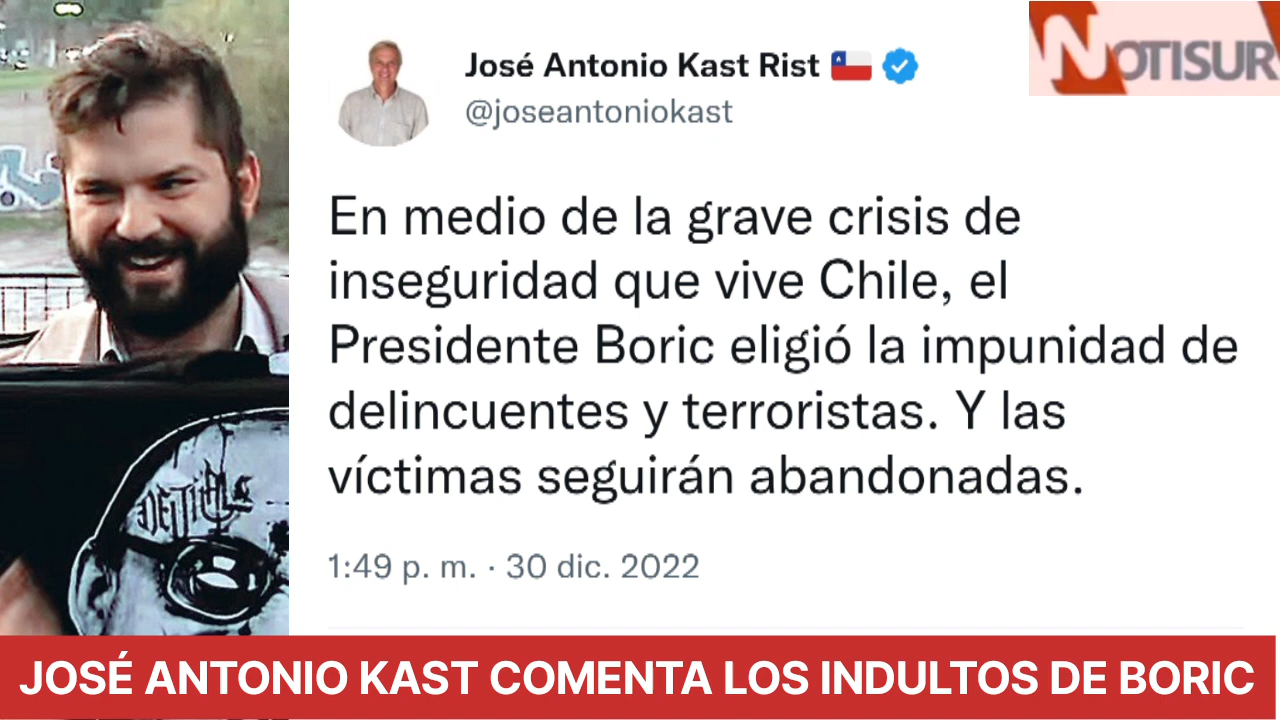 José Antonio Kast Rist
@joseantoniokast
NOTISUR
En medio de la grave crisis de
inseguridad que vive Chile, el
Presidente Boric eligió la impunidad de
delincuentes y terroristas. Y las
víctimas seguirán abandonadas.
1:49 p. m. · 30 dic. 2022
JOSÉ ANTONIO KAST COMENTA LOS INDULTOS DE BORIC